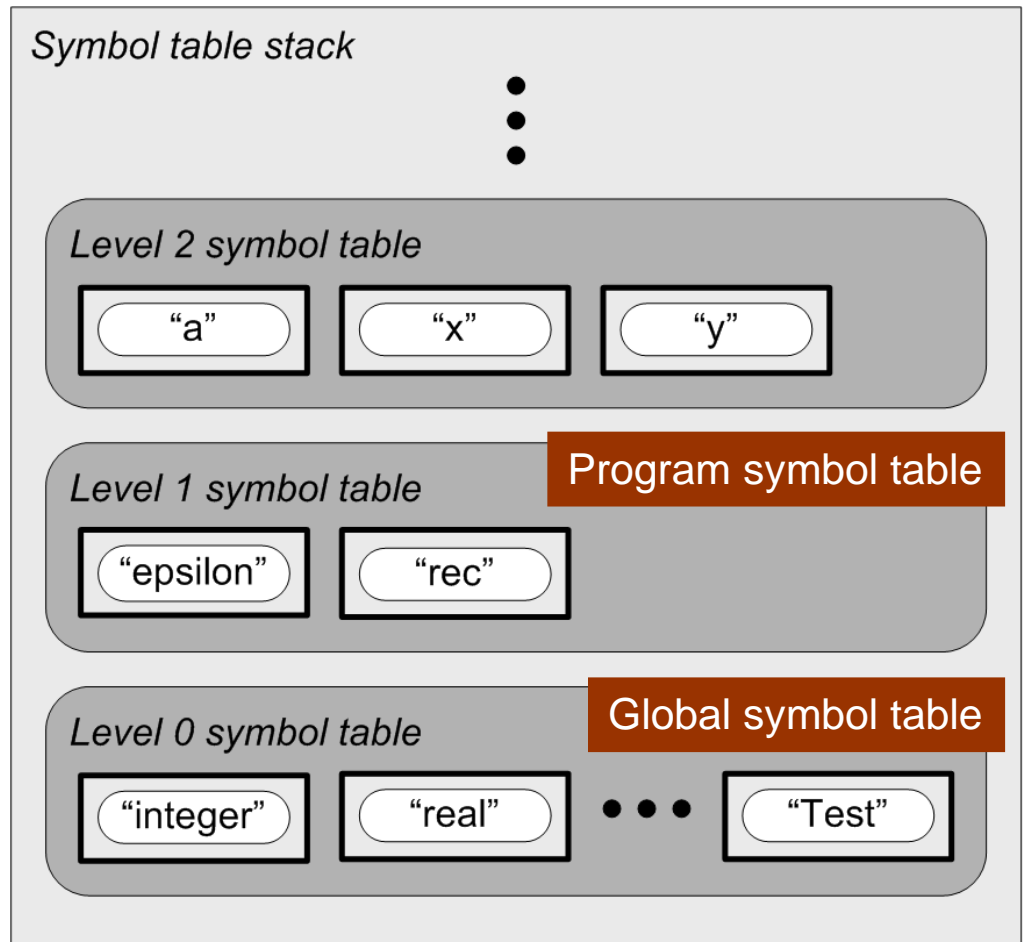 Symbol table stack
Level 2 symbol table
“a” “x” “y”
Program symbol table
Level 1 symbol table
“epsilon” “rec”
Global symbol table
Level 0 symbol table
“integer” “real” “Test”